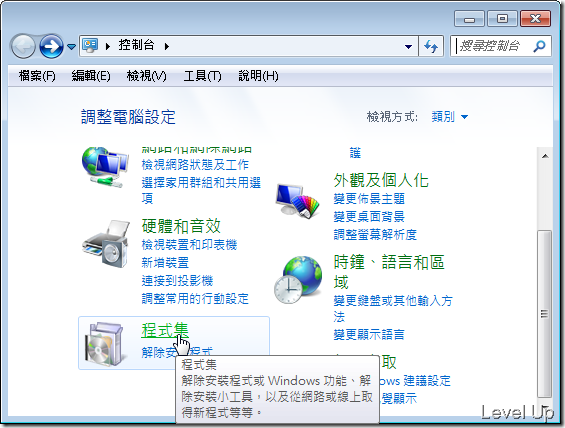 控制台
搜尋控制台
檔案(F) 編輯(E) 檢視(V) 工具(T) 說明(H)
調整電腦設定
檢視方式: 類別
檢視網路狀態及工作
選擇家用群組和共用選
項
硬體和音效
檢視裝置和印表機
新增裝置
連接到投影機
調整常用的行動設定
程式集
解除安
程式
護
外觀及個人化
變更佈景主題
變更桌面背景
調整螢幕解析度
時鐘、語言和區
域
變更鍵盤或其他輸入方
法
變更顯示語言
取
ows 建議設定
覺顯示
程式集
解除安裝程式或 Windows 功能、解
除安裝小工具，以及從網路或線上取
得新程式等等。
Level Up